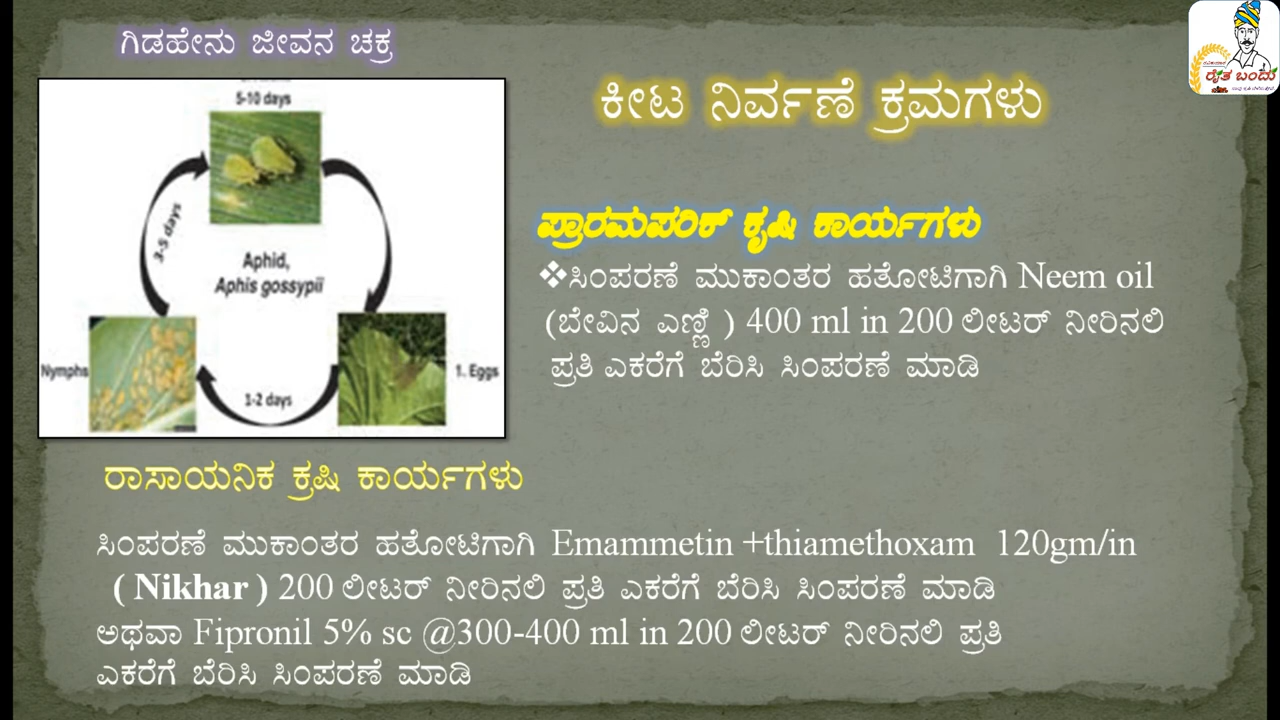 ಗಿಡಹೇನು ಜೀವನ ಚಕ್ರ
5-10 days
3-5 days
Aphid,
Aphis gossypii
Nymphs
1. Eggs
1-2 days
ಕೀಟ ನಿರ್ವಣೆ ಕ್ರಮಗಳು
ಪ್ರಾರಮಪರಿಕ್ ಕೃಷಿ ಕಾರ್ಯಗಳು
❖ಸಿಂಪರಣೆ ಮುಕಾಂತರ ಹತೋಟಿಗಾಗಿ Neem oil
(ಬೇವಿನ ಎಣ್ಣಿ ) 400 ml in 200 ಲೀಟರ್ ನೀರಿನಲಿ
ಪ್ರತಿ ಎಕರೆಗೆ ಬೆರಿಸಿ ಸಿಂಪರಣೆ ಮಾಡಿ
ರಾಸಾಯನಿಕ ಕ್ರಷಿ ಕಾರ್ಯಗಳು
ಸಿಂಪರಣೆ ಮುಕಾಂತರ ಹತೋಟಿಗಾಗಿ Emammetin +thiamethoxam 120gm/in
( Nikhar ) 200 ಲೀಟರ್ ನೀರಿನಲಿ ಪ್ರತಿ ಎಕರೆಗೆ ಬೆರಿಸಿ ಸಿಂಪರಣೆ ಮಾಡಿ
ಅಥವಾ Fipronil 5% sc @300-400 ml in 200 ಲೀಟರ್ ನೀರಿನಲಿ ಪ್ರತಿ
ಎಕರೆಗೆ ಬೆರಿಸಿ ಸಿಂಪರಣೆ ಮಾಡಿ
ರೈತ ಬಂದು